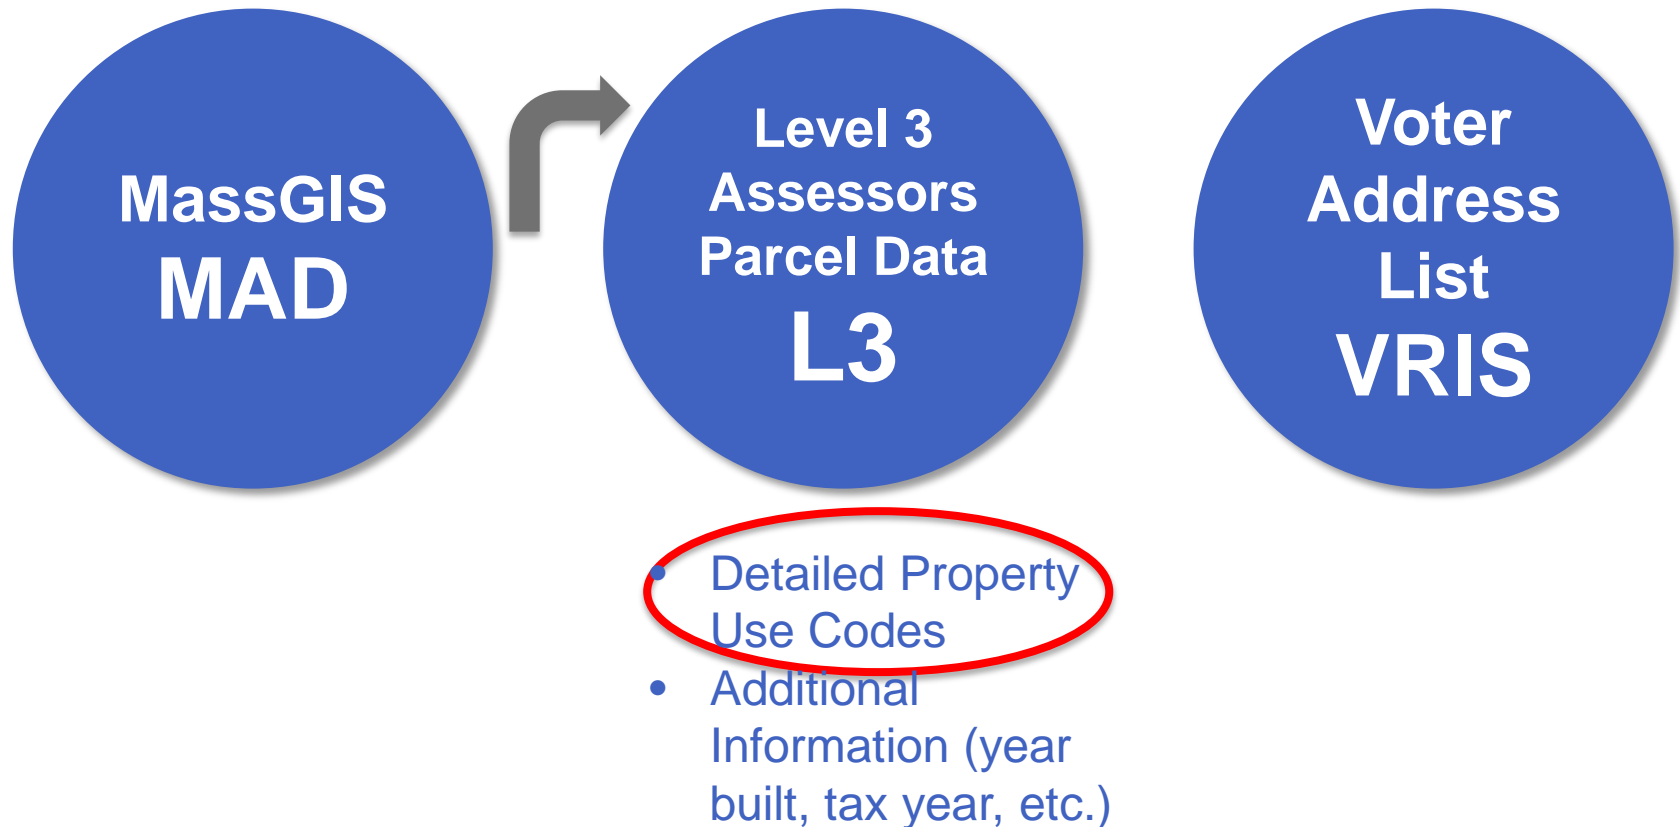 MassGIS
MAD
Level 3
Assessors
Parcel Data
L3
Voter
Address
List
VRIS
• Detailed Property
Use Codes
• Additional
Information (year
built, tax year, etc.)